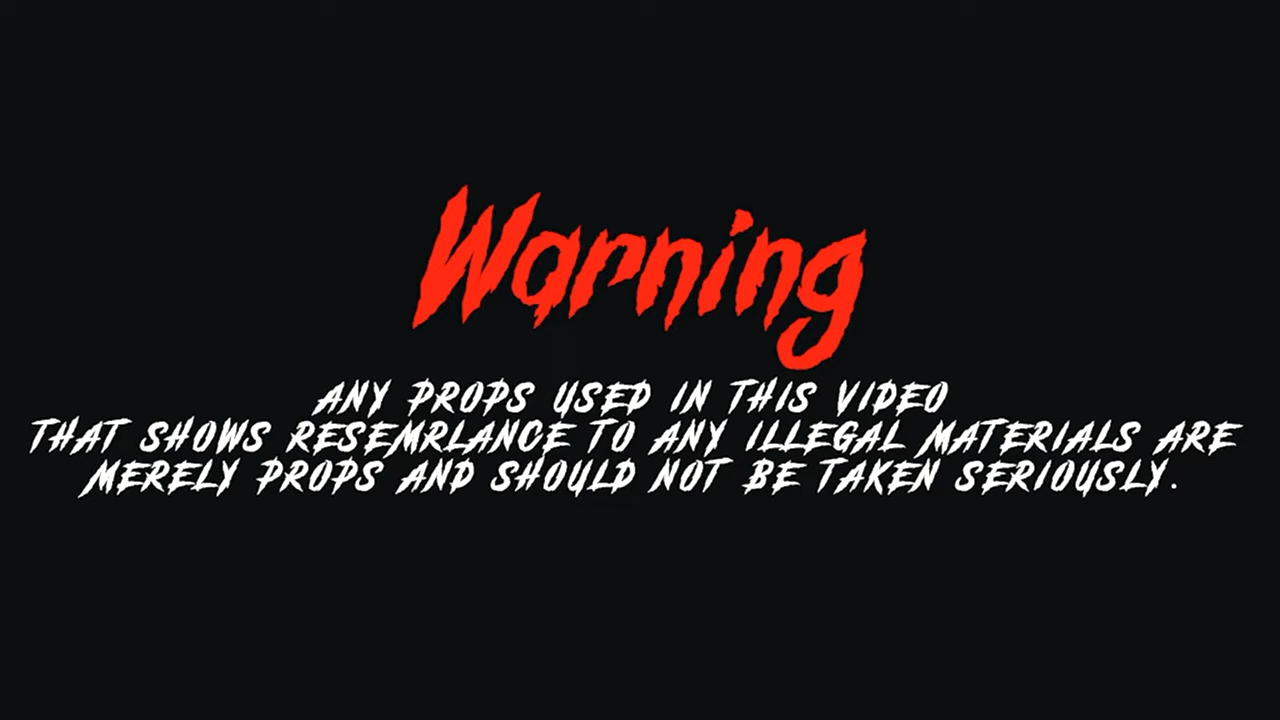 Warning
ANY PROPS USED IN THIS VIDEO
THAT SHOWS RESEMRLANCE TO ANY ILLEGAL MATERIALS ARE
MERELY PROPS AND SHOULD NOT BE TAKEN SERIOUSLY.